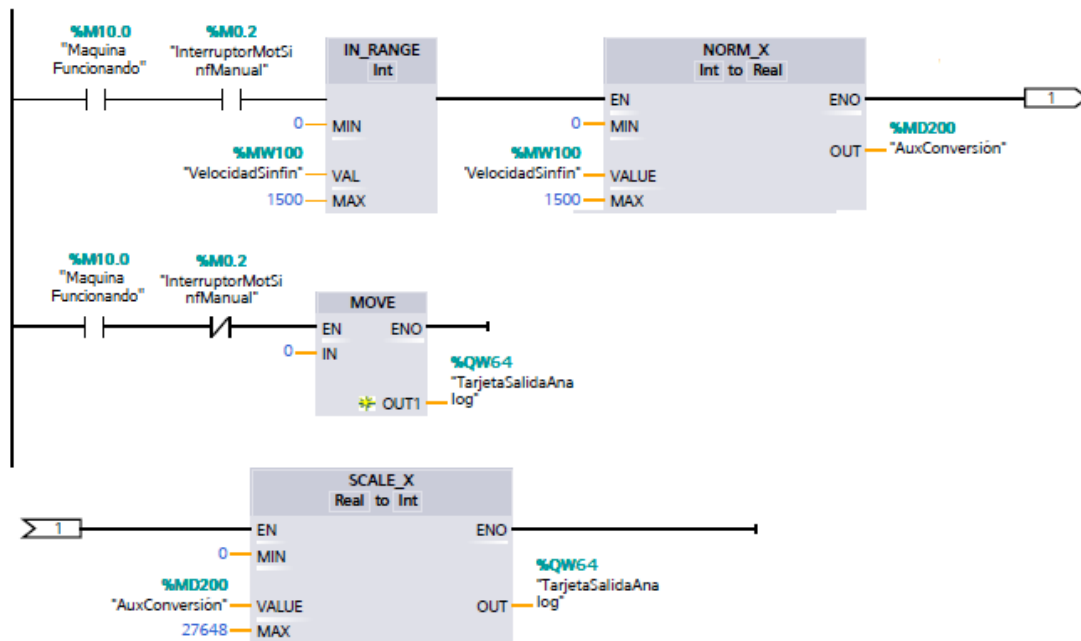 %M10.0
"Maquina
Funcionando"
%M0.2
"InterruptorMotSi
nfManual"
IN_RANGE
Int
0 MIN
%MW100
"VelocidadSinfin" VAL
1500 MAX
NORM_X
Int to Real
EN ENO
0 MIN
%MD200
OUT "AuxConversión"
%MW100
"VelocidadSinfin" VALUE
1500 MAX
1
%M10.0
"Maquina
Funcionando"
%M0.2
"InterruptorMotSi
nfManual"
MOVE
EN ENO
0 IN
%QW64
"TarjetaSalidaAna
log"
OUT1
1
SCALE_X
Real to Int
EN ENO
0 MIN
%QW64
"TarjetaSalidaAna
log"
%MD200
"AuxConversión" VALUE OUT
27648 MAX